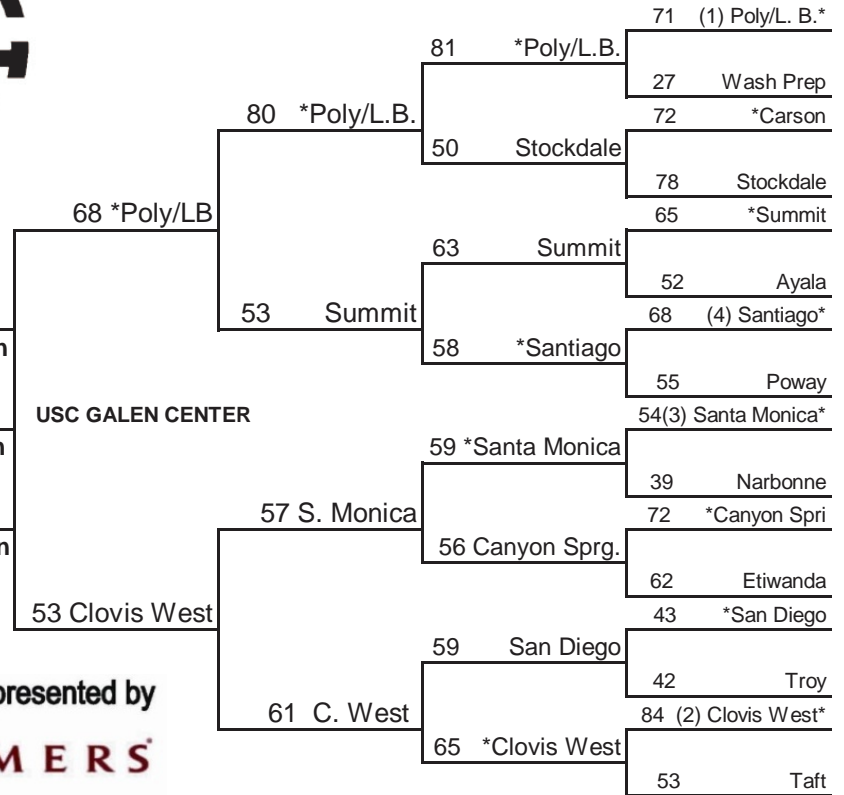 71 (1) Poly/L. B.*
81 *Poly/L.B.
27 Wash Prep
80 *Poly/L.B.
72 *Carson
50 Stockdale
78 Stockdale
68 *Poly/LB
65 *Summit
63 Summit
52 Ayala
53 Summit
68 (4) Santiago*
58 *Santiago
55 Poway
USC GALEN CENTER
54(3) Santa Monica*
59 *Santa Monica
39 Narbonne
57 S. Monica
72 *Canyon Spri
56 Canyon Sprg.
62 Etiwanda
53 Clovis West
43 *San Diego
59 San Diego
42 Troy
presented by
61 C. West
84 (2) Clovis West*
65 *Clovis West
MERS
53 Taft